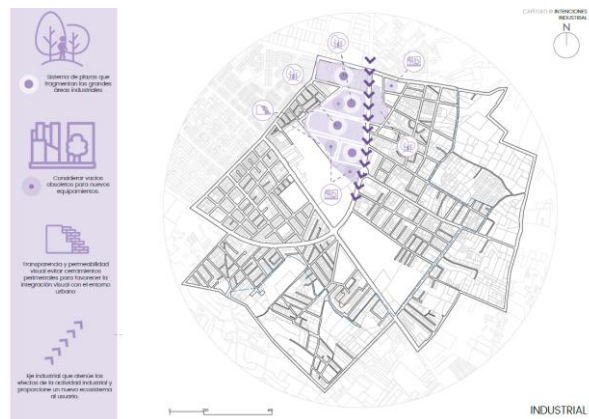 CAPÍTULO III INTENCIONES
INDUSTRIAL
N
Sistema de plazas que
fragmentan las grandes
áreas industriales
Considerar vacíos
obsoletos para nuevos
equipamientos.
Transparencia y permeabilidad
visual evitar cerramientos
perimetrales para favorecer la
integración visual con el entorno
urbano
Eje industrial que atenúe los
efectos de la actividad industrial y
proporcione un nuevo ecosistema
al usuario.
INDUSTRIAL